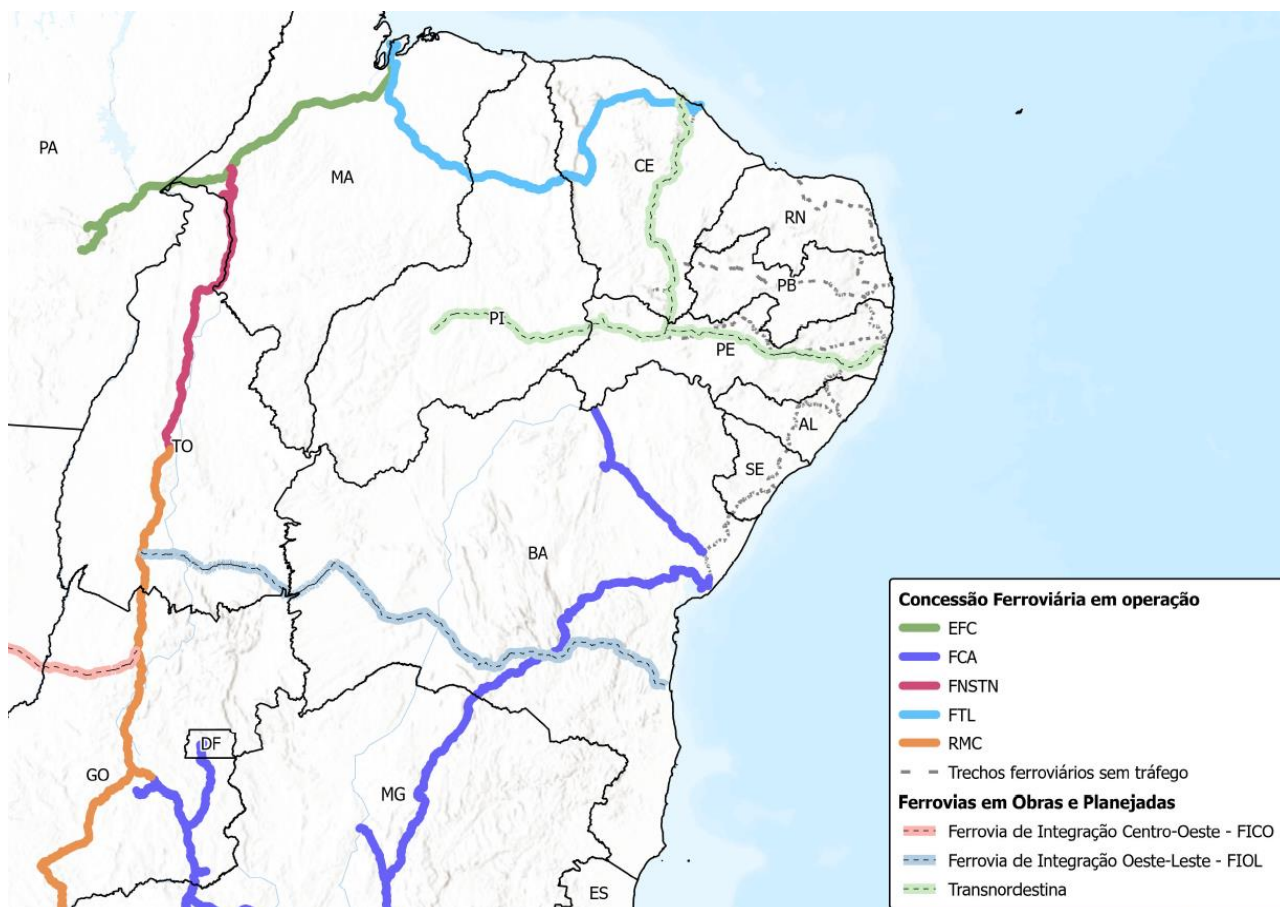 PA
MA
CE
RN
PB
PI
PE
AL
TO
SE
BA
DF
GO
MG
ES
Concessão Ferroviária em operação
EFC
FCA
FNSTN
FTL
RMC
Trechos ferroviários sem tráfego
Ferrovias em Obras e Planejadas
Ferrovia de Integração Centro-Oeste - FICO
Ferrovia de Integração Oeste-Leste - FIOL
Transnordestina